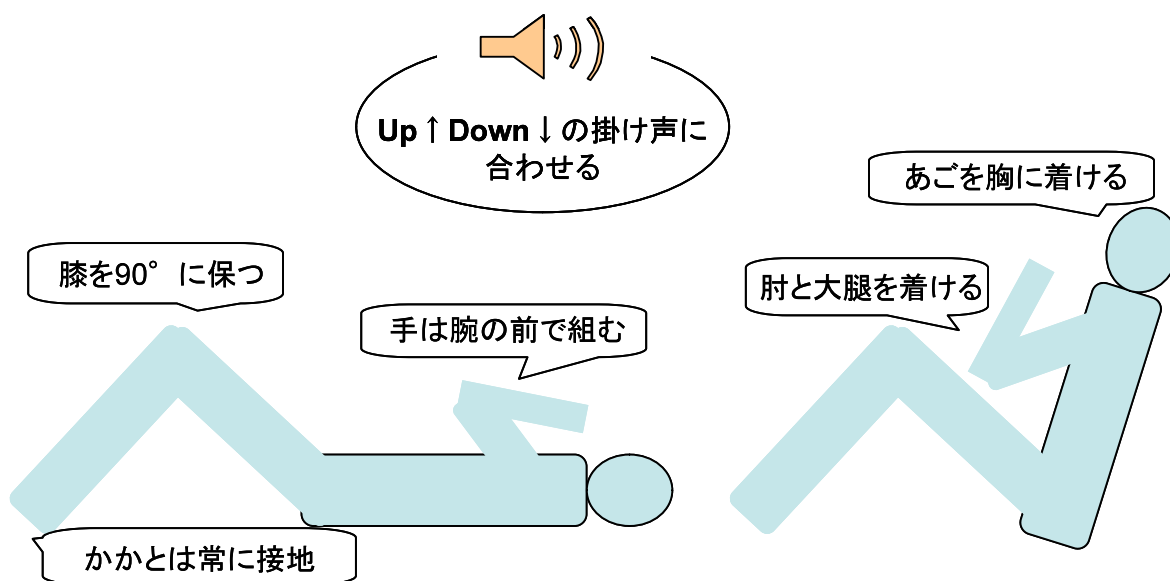 Up↑Down↓の掛け声に
合わせる
あごを胸に着ける
膝を90°に保つ
肘と大腿を着ける
手は腕の前で組む
かかとは常に接地